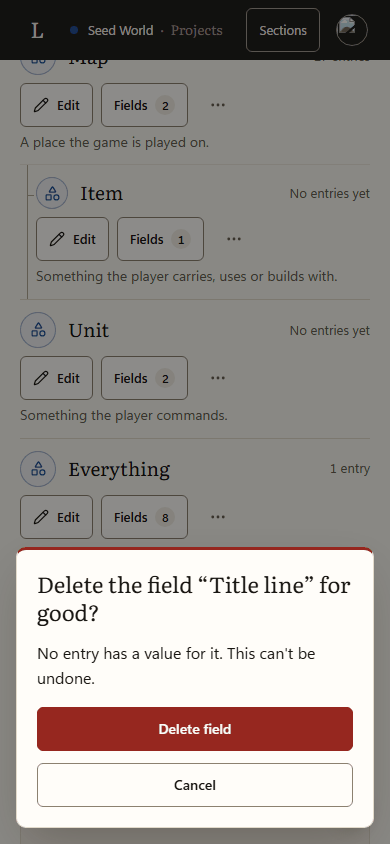 L
Seed World · Projects
Sections
Map
Edit
Fields 2
A place the game is played on.
Item
No entries yet
Edit
Fields 1
Something the player carries, uses or builds with.
Unit
No entries yet
Edit
Fields 2
Something the player commands.
Everything
1 entry
Edit
Fields 8
Delete the field “Title line” for
good?
No entry has a value for it. This can't be
undone.
Delete field
Cancel